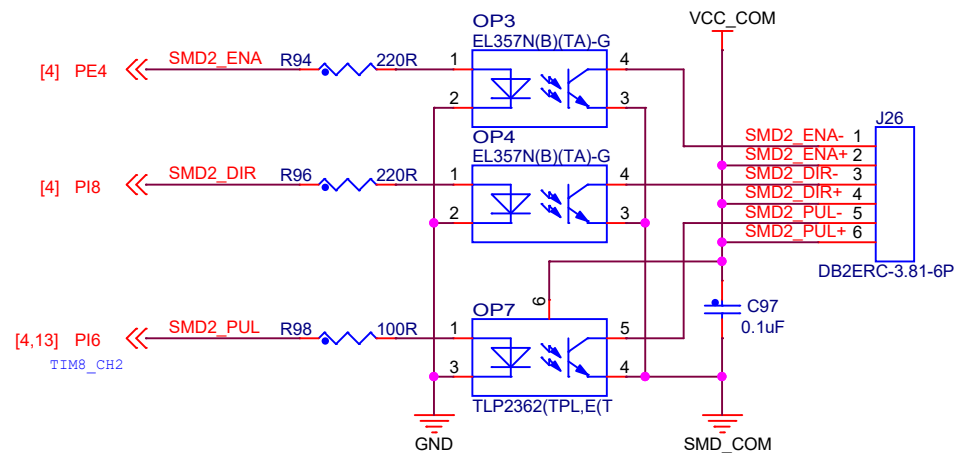 OP3
EL357N(B)(TA)-G
VCC_COM
[4] PE4 SMD2_ENA R94 220R 1 4
2 3
J26
OP4
EL357N(B)(TA)-G
SMD2_ENA- 1
SMD2_ENA+ 2
SMD2_DIR- 3
SMD2_DIR+ 4
SMD2_PUL- 5
SMD2_PUL+ 6
DB2ERC-3.81-6P
[4] PI8 SMD2_DIR R96 220R 1 4
2 3
6
OP7
C97
0.1uF
[4,13] PI6 SMD2_PUL R98 100R 1 5
TIM8_CH2
3 4
TLP2362(TPL,E(T
GND
SMD_COM